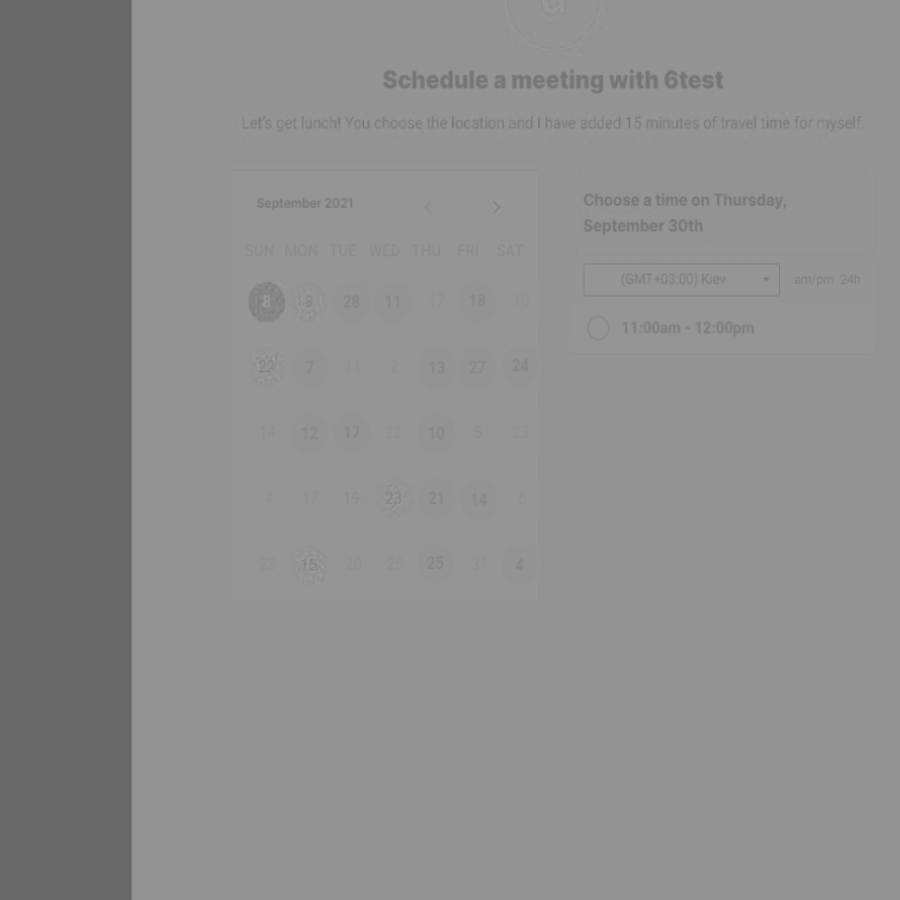 Schedule a meeting with 6test
Let's get lunch! You choose the location and I have added 15 minutes of travel time for myself.
September 2021
SUN MON TUE WED THU FRI SAT
8 9 28 11 17 18 10
22 7 11 2 13 27 24
14 12 17 22 10 5 23
4 17 19 23 21 14 6
23 15 20 25 31 4
Choose a time on Thursday,
September 30th
(GMT+03:00) Kiev
am/pm 24h
11:00am - 12:00pm